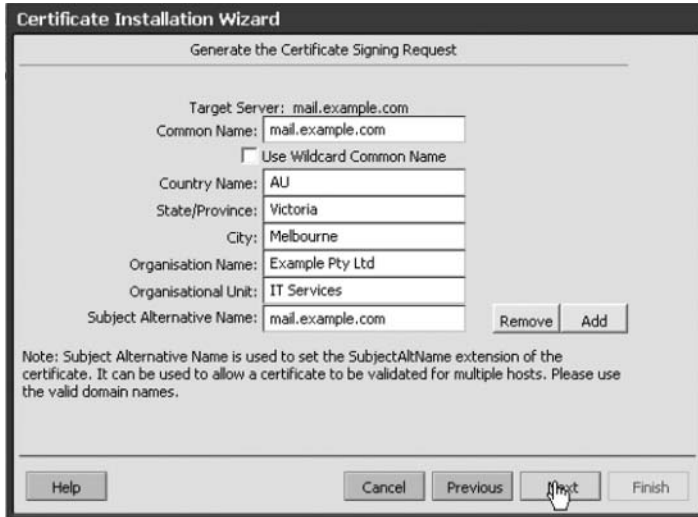 Certificate Installation Wizard
Generate the Certificate Signing Request
Target Server: mail.example.com
Common Name: mail.example.com
Use Wildcard Common Name
Country Name: AU
State/Province: Victoria
City: Melbourne
Organisation Name: Example Pty Ltd
Organisational Unit: IT Services
Subject Alternative Name: mail.example.com Remove Add
Note: Subject Alternative Name is used to set the SubjectAltName extension of the
certificate. It can be used to allow a certificate to be validated for multiple hosts. Please use
the valid domain names.
Help Cancel Previous Next Finish